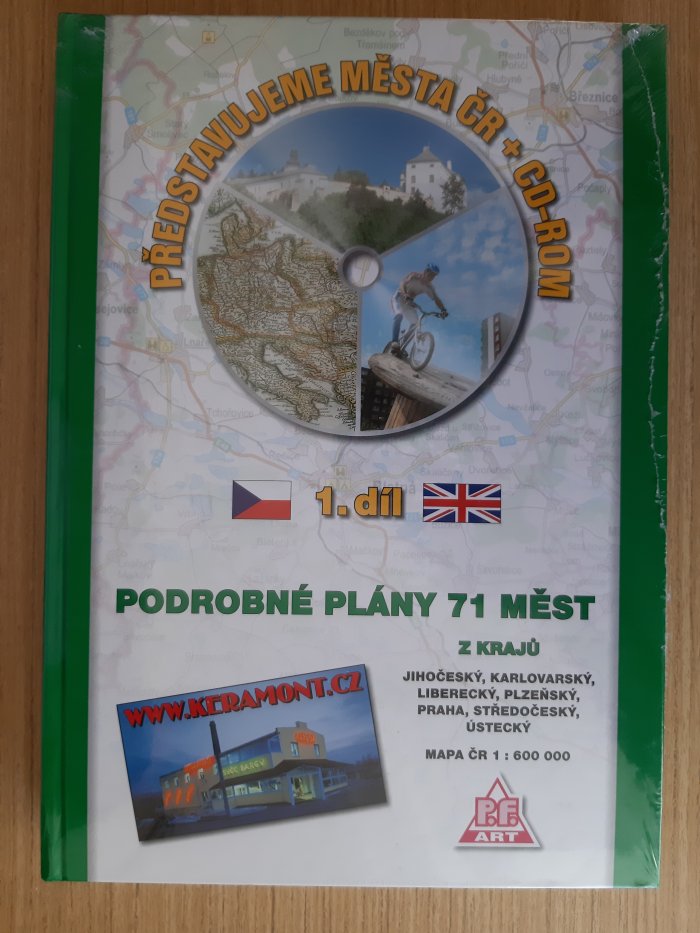 PŘEDSTAVUJEME MĚSTA ČR + CD-ROM
Březnice
1. díl
PODROBNÉ PLÁNY 71 MĚST
Z KRAJŮ
JIHOČESKÝ, KARLOVARSKÝ,
LIBERECKÝ, PLZEŇSKÝ,
PRAHA, STŘEDOČESKÝ,
ÚSTECKÝ
MAPA ČR 1 : 600 000
WWW.KERAMONT.CZ
P.F.
ART